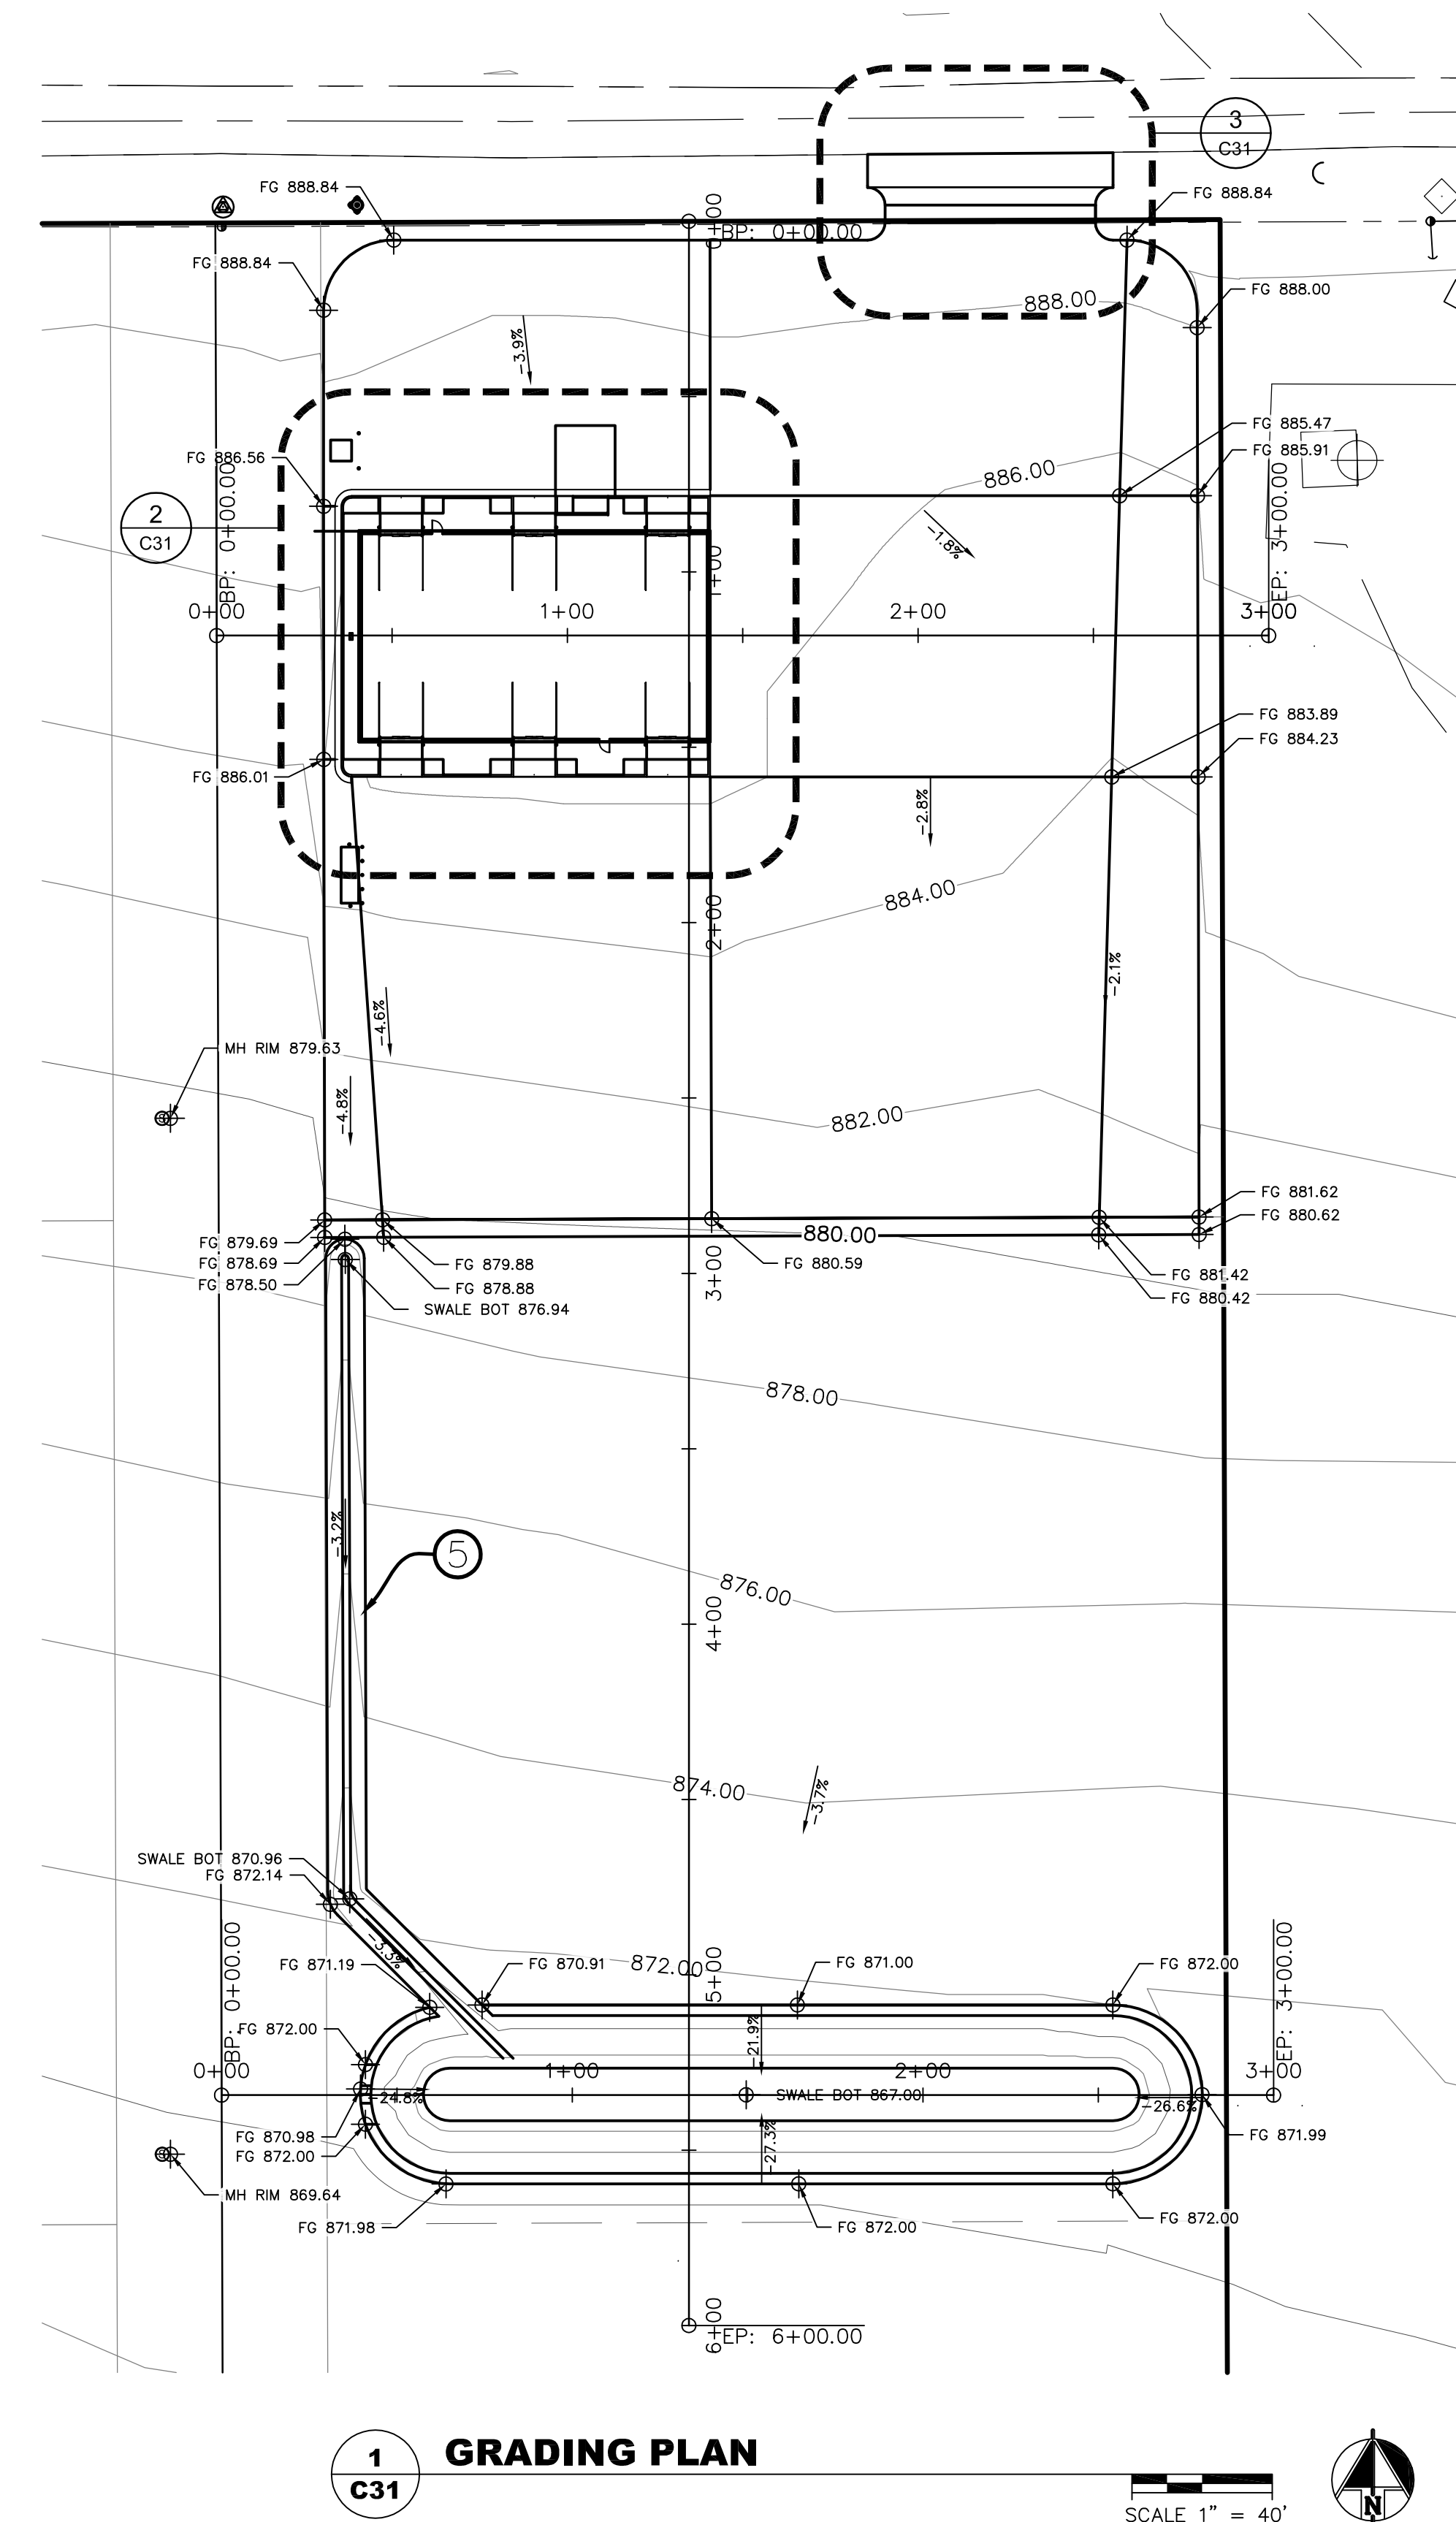 3
C31
FG 888.84
FG 888.84
0+00
BP: 0+00.00
FG 888.84
FG 888.00
888.00
-3.9%
FG 885.47
FG 886.56
FG 885.91
886.00
BP: 0+00.00
EP: 3+00.00
2
C31
-1.8%
1+00
0+00
1+00
2+00
3+00
FG 883.89
FG 884.23
FG 886.01
-2.8%
884.00
2+00
-2.1%
-4.6%
MH RIM 879.63
-4.8%
882.00
FG 881.62
FG 880.62
880.00
FG 879.69
FG 878.69
FG 878.50
FG 879.88
FG 878.88
FG 880.59
FG 881.42
FG 880.42
3+00
SWALE BOT 876.94
878.00
-3.2%
5
876.00
4+00
874.00
-3.7%
SWALE BOT 870.96
FG 872.14
-3.3%
FG 871.19
FG 870.91
872.00
5+00
FG 871.00
FG 872.00
BP: 0+00.00
EP: 3+00.00
FG 872.00
-21.9%
0+00
1+00
2+00
3+00
-24.8%
SWALE BOT 867.00
-26.6%
FG 870.98
FG 872.00
-27.3%
FG 871.99
MH RIM 869.64
FG 871.98
FG 872.00
FG 872.00
6+00
EP: 6+00.00
1
C31
GRADING PLAN
SCALE 1" = 40'
N